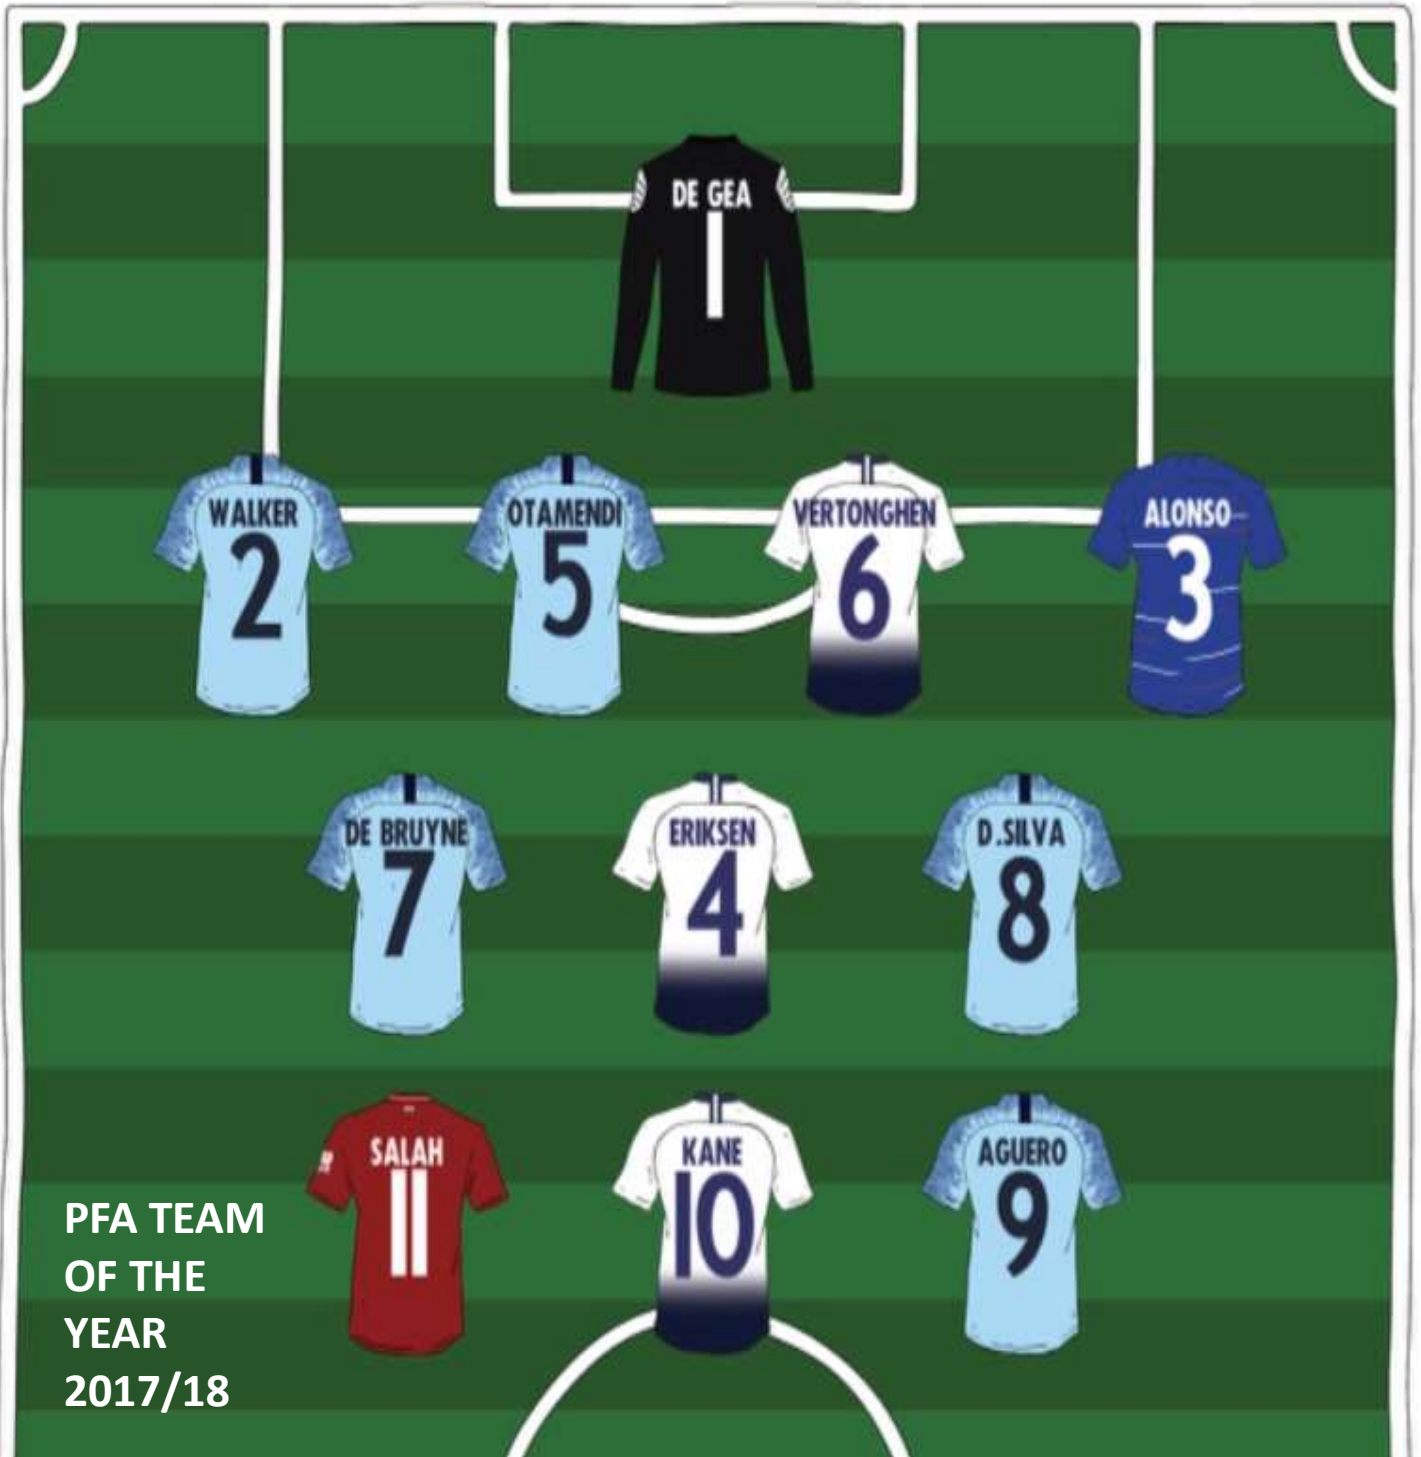 DE GEA
1
WALKER
2
OTAMENDI
5
VERTONGHEN
6
ALONSO
3
DE BRUYNE
7
ERIKSEN
4
D.SILVA
8
SALAH
11
KANE
10
AGUERO
9
PFA TEAM
OF THE
YEAR
2017/18